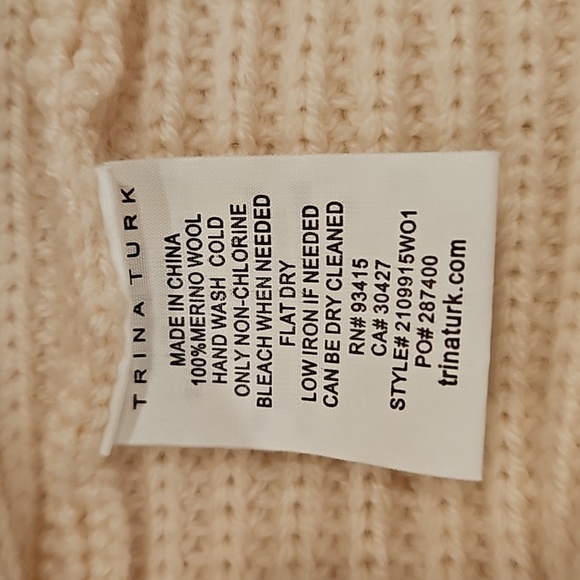 TRINA TURK
MADE IN CHINA
100%MERINO WOOL
HAND WASH COLD
ONLY NON-CHLORINE
BLEACH WHEN NEEDED
FLAT DRY
LOW IRON IF NEEDED
CAN BE DRY CLEANED
RN# 93415
CA# 30427
STYLE# 2109915WO1
PO# 287400
trinaturk.com